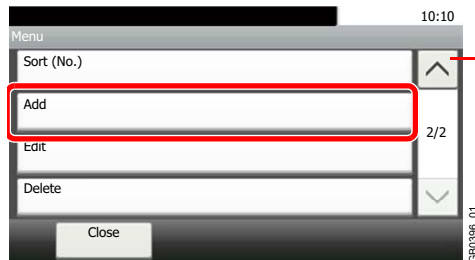 10:10
Menu
Sort (No.)
Add
2/2
Edit
Delete
Close
GB0396_01